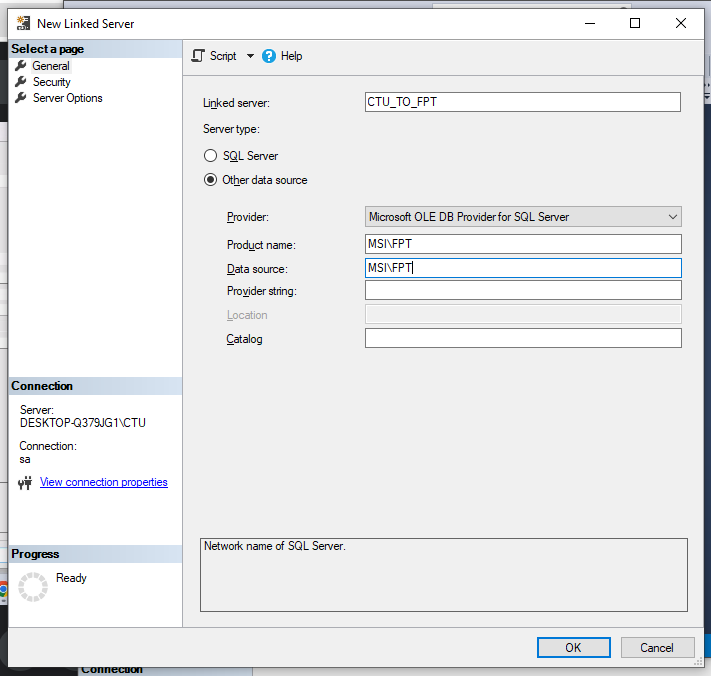 New Linked Server
Select a page
General
Security
Server Options
Script
Help
Linked server:
CTU_TO_FPT
Server type:
SQL Server
Other data source
Provider:
Microsoft OLE DB Provider for SQL Server
Product name:
MSI\FPT
Data source:
MSI\FPT
Provider string:
Location
Catalog
Connection
Server:
DESKTOP-Q379JG1\CTU
Connection:
sa
View connection properties
Progress
Ready
Network name of SQL Server.
OK
Cancel
Connection